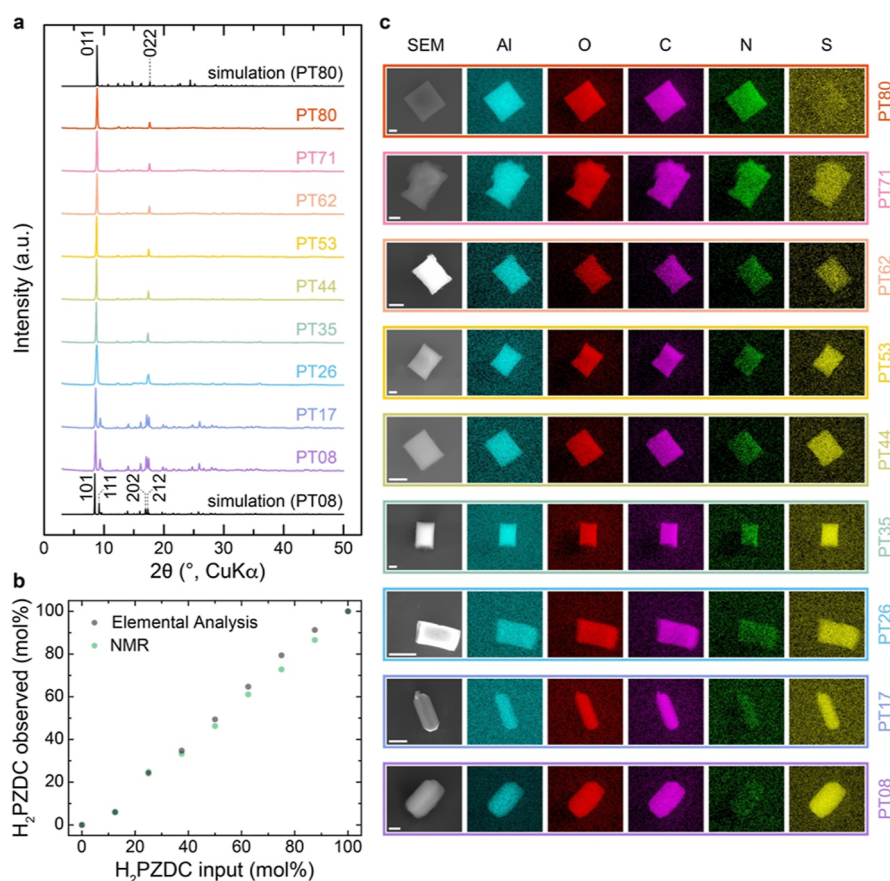 a
011
022
simulation (PT80)
PT80
PT71
PT62
PT53
PT44
PT35
PT26
PT17
PT08
101
111
202
212
simulation (PT08)
Intensity (a.u.)
0 10 20 30 40 50
2θ (°, CuKα)
b
100
80
60
40
20
0
Elemental Analysis
NMR
H₂PZDC observed (mol%)
0 20 40 60 80 100
H₂PZDC input (mol%)
c
SEM Al O C N S
PT80
PT71
PT62
PT53
PT44
PT35
PT26
PT17
PT08